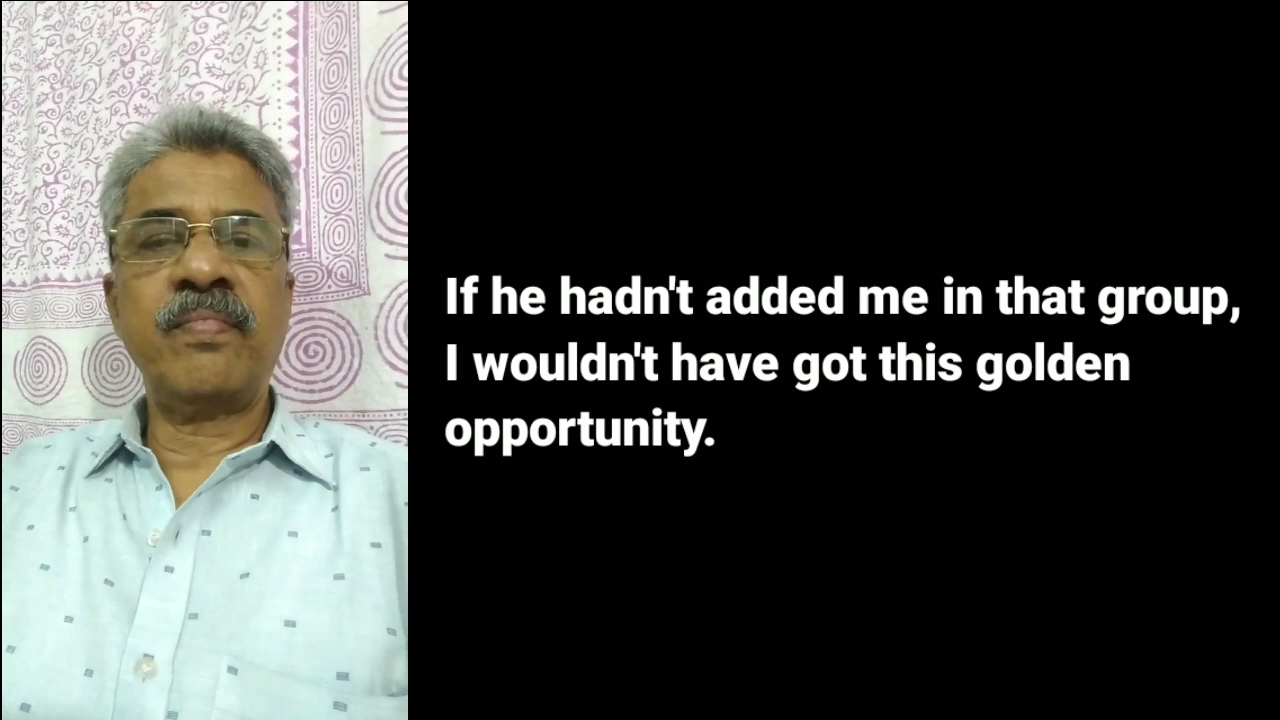 If he hadn't added me in that group,
I wouldn't have got this golden
opportunity.